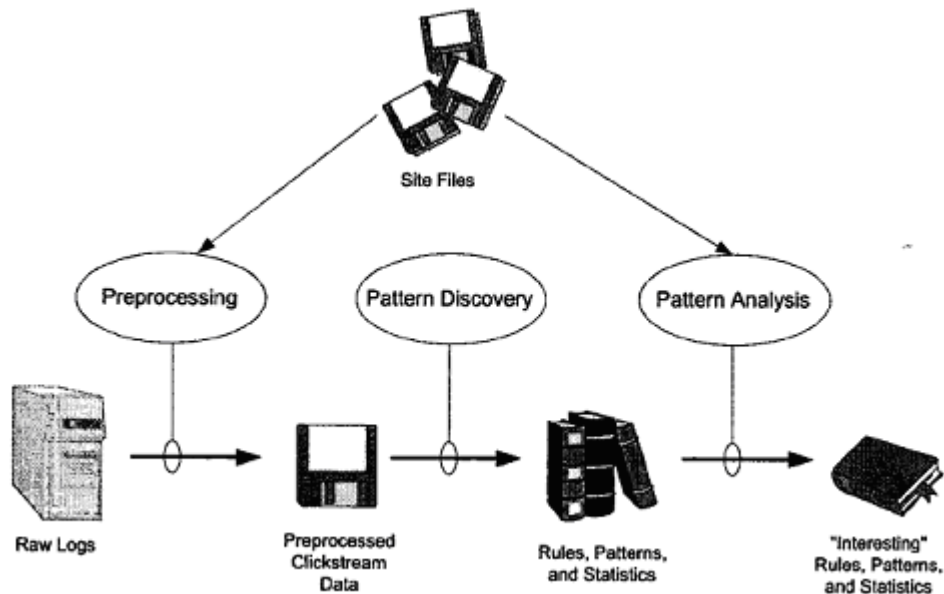 Site Files
Preprocessing
Pattern Discovery
Pattern Analysis
Raw Logs
Preprocessed
Clickstream
Data
Rules, Patterns,
and Statistics
"Interesting"
Rules, Patterns,
and Statistics